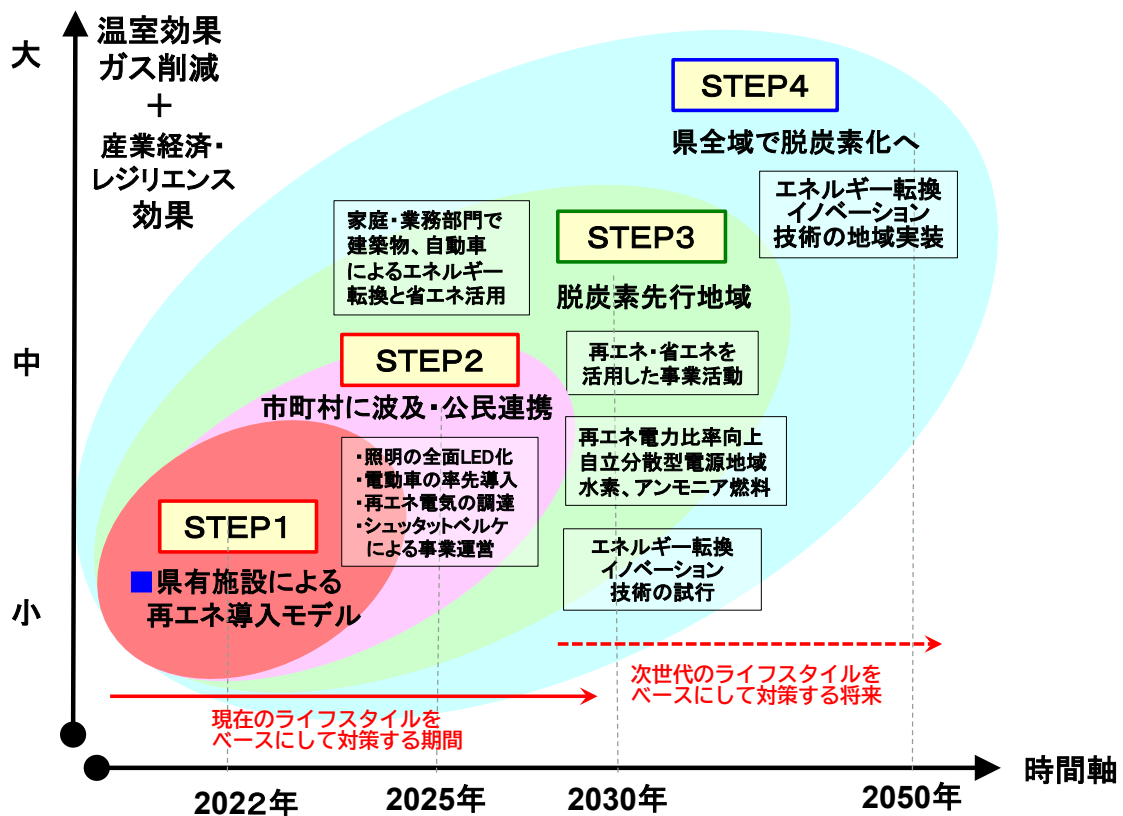 大
温室効果
ガス削減
＋
産業経済・
レジリエンス
効果
中
小
STEP4
県全域で脱炭素化へ
エネルギー転換
イノベーション
技術の地域実装
家庭・業務部門で
建築物、自動車
によるエネルギー
転換と省エネ活用
STEP3
脱炭素先行地域
再エネ・省エネを
活用した事業活動
再エネ電力比率向上
自立分散型電源地域
水素、アンモニア燃料
エネルギー転換
イノベーション
技術の試行
STEP2
市町村に波及・公民連携
・照明の全面LED化
・電動車の率先導入
・再エネ電気の調達
・シュッタットベルケ
による事業運営
STEP1
■県有施設による
再エネ導入モデル
次世代のライフスタイルを
ベースにして対策する将来
現在のライフスタイルを
ベースにして対策する期間
時間軸
2022年
2025年
2030年
2050年